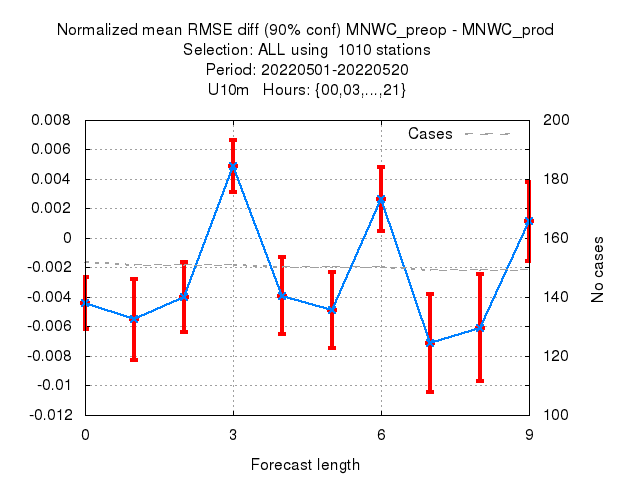 Normalized mean RMSE diff (90% conf) MNWC_preop - MNWC_prod
Selection: ALL using  1010 stations
Period: 20220501-20220520
U10m   Hours: {00,03,...,21}
0.008
0.006
0.004
0.002
0
-0.002
-0.004
-0.006
-0.008
-0.01
-0.012
Cases
200
180
160
140
120
100
No cases
0 3 6 9
Forecast length